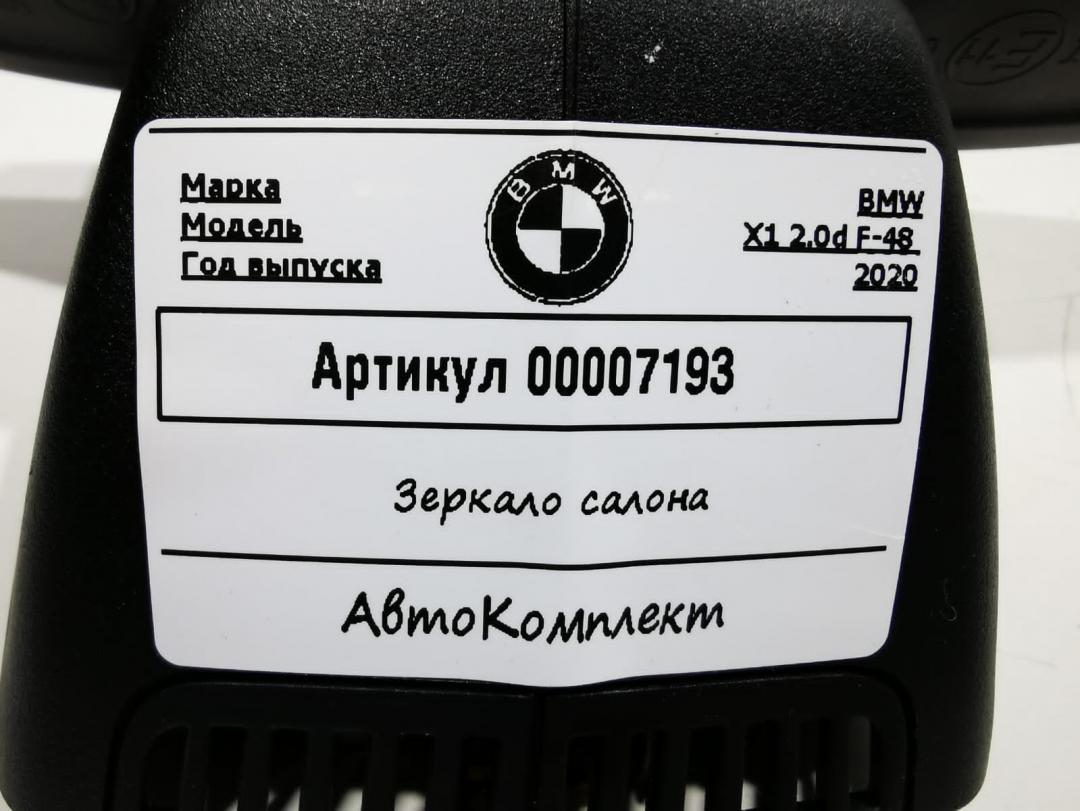 Марка BMW
Модель X1 2.0d F-48
Год выпуска 2020
BMW
Артикул 00007193
Зеркало салона
АвтоКомплект